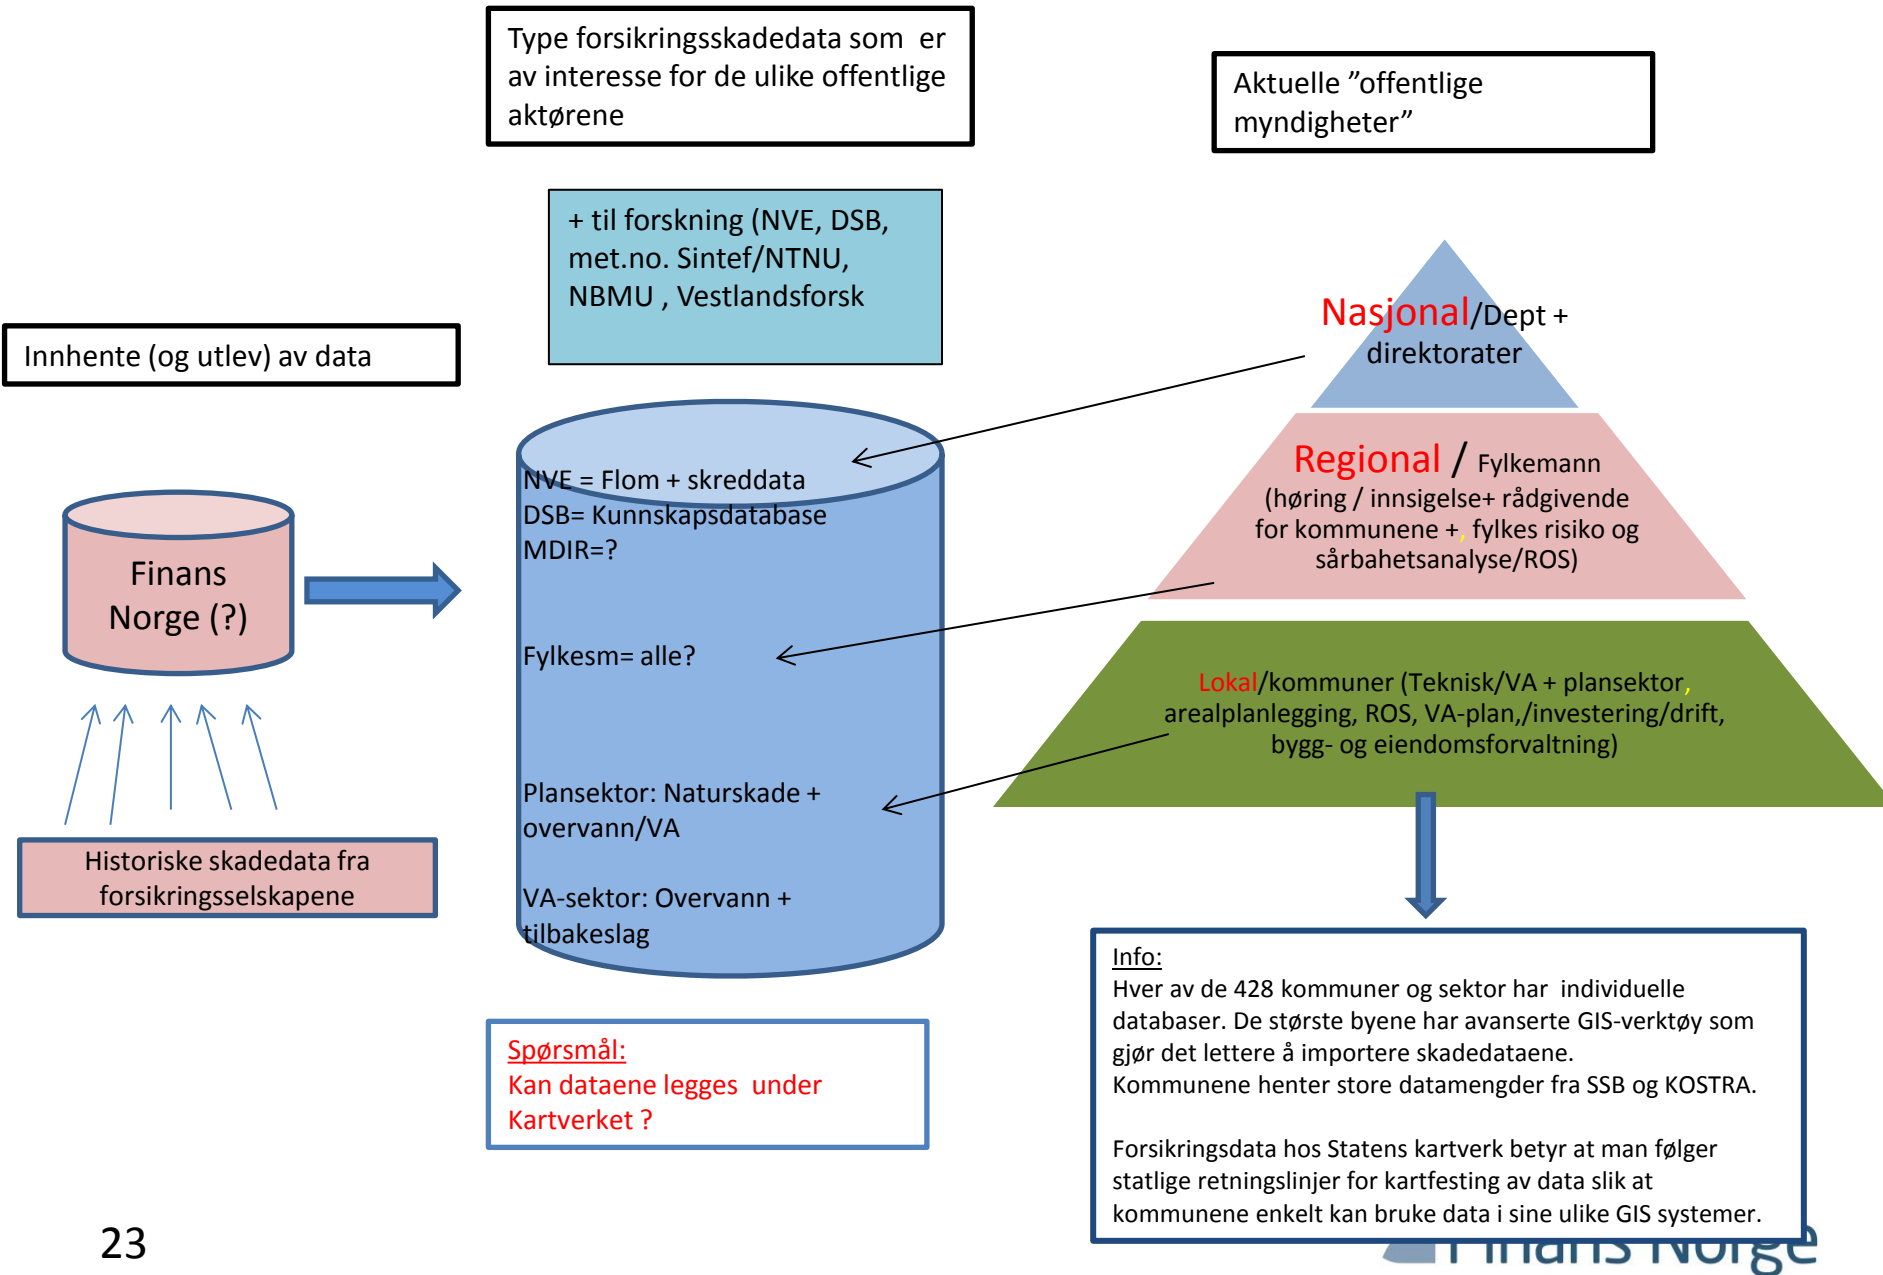 Type forsikringsskadedata som er
av interesse for de ulike offentlige
aktørene
Aktuelle ”offentlige
myndigheter”
+ til forskning (NVE, DSB,
met.no. Sintef/NTNU,
NBMU , Vestlandsforsk
Innhente (og utlev) av data
Finans
Norge (?)
Historiske skadedata fra
forsikringsselskapene
NVE = Flom + skreddata
DSB= Kunnskapsdatabase
MDIR=?
Fylkesm= alle?
Plansektor: Naturskade +
overvann/VA
VA-sektor: Overvann +
tilbakeslag
Nasjonal/Dept +
direktorater
Regional / Fylkemann
(høring / innsigelse+ rådgivende
for kommunene +, fylkes risiko og
sårbahetsanalyse/ROS)
Lokal/kommuner (Teknisk/VA + plansektor,
arealplanlegging, ROS, VA-plan,/investering/drift,
bygg- og eiendomsforvaltning)
Spørsmål:
Kan dataene legges under
Kartverket ?
Info:
Hver av de 428 kommuner og sektor har individuelle
databaser. De største byene har avanserte GIS-verktøy som
gjør det lettere å importere skadedataene.
Kommunene henter store datamengder fra SSB og KOSTRA.
Forsikringsdata hos Statens kartverk betyr at man følger
statlige retningslinjer for kartfesting av data slik at
kommunene enkelt kan bruke data i sine ulike GIS systemer.
23
Finans Norge